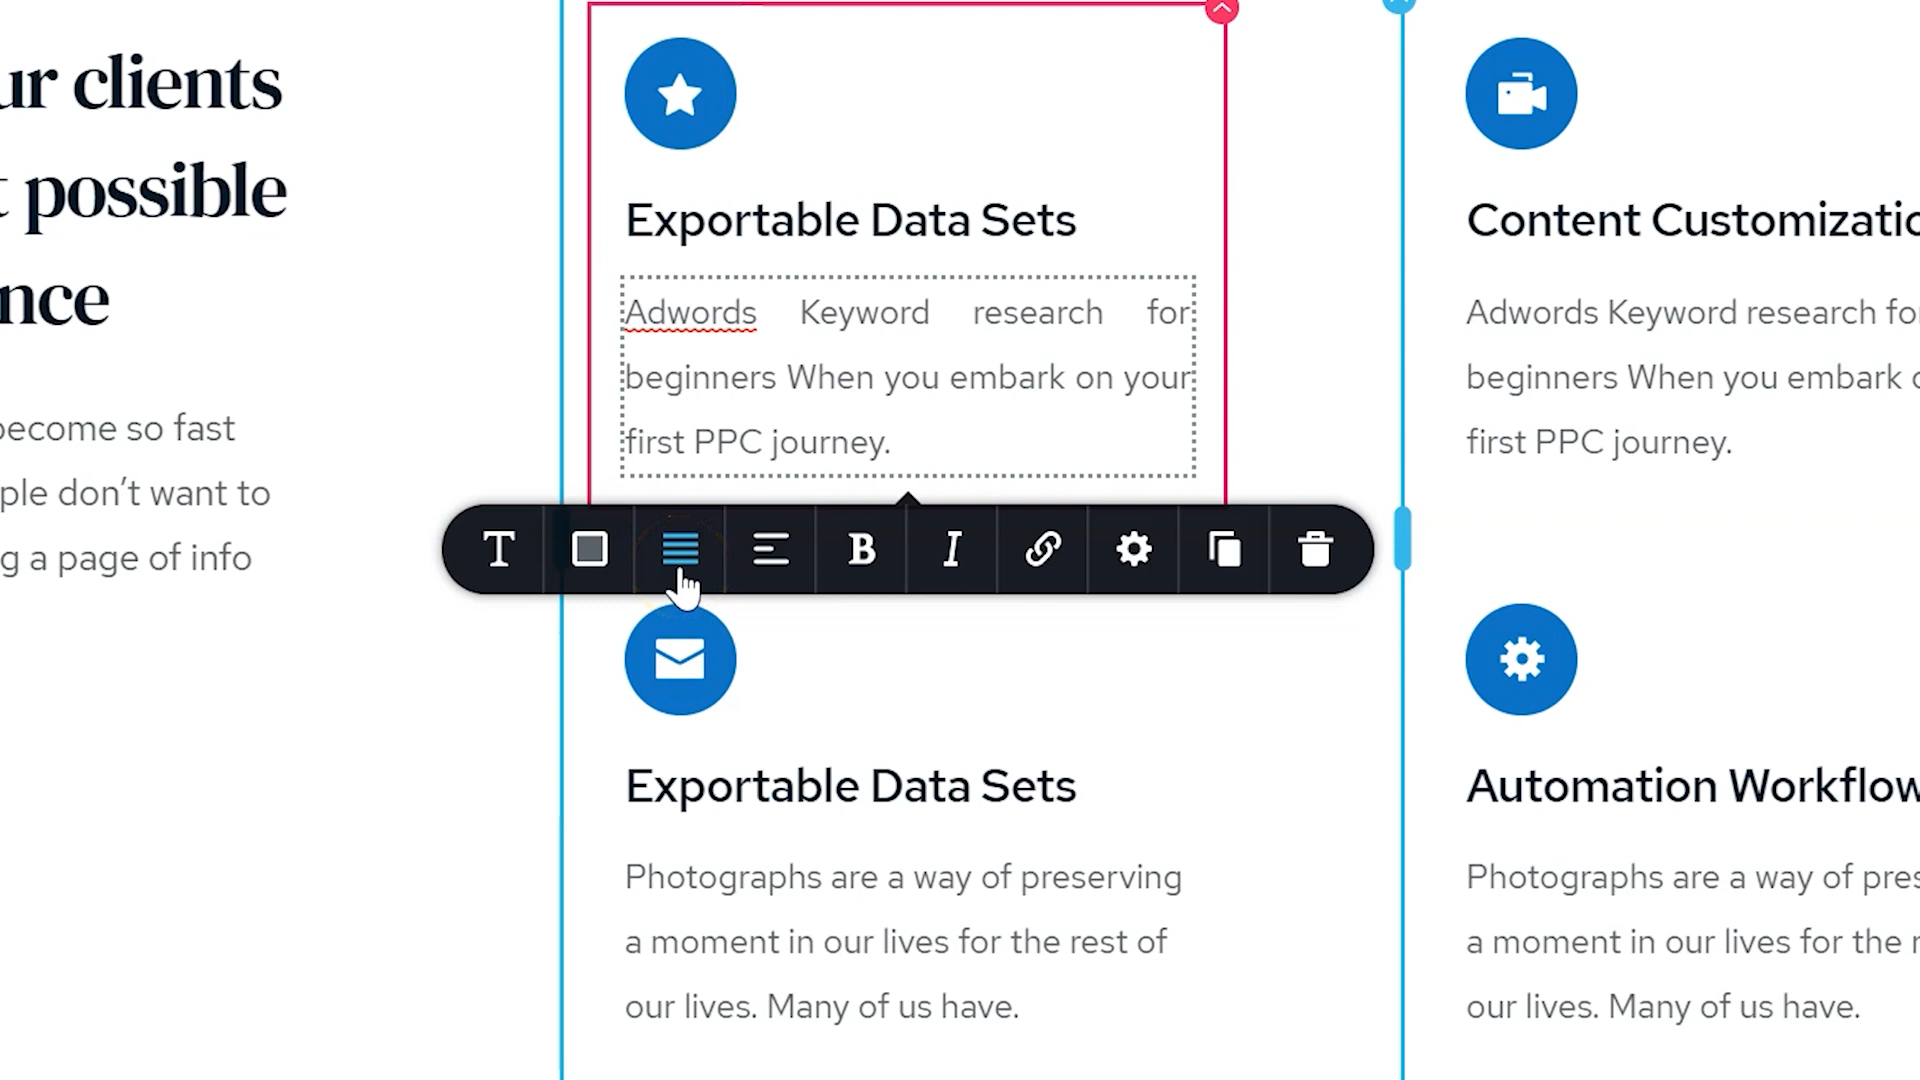 ur clients
t possible
nce
become so fast
ple don’t want to
g a page of info
Exportable Data Sets
Adwords Keyword research for
beginners When you embark on your
first PPC journey.
Content Customizatio
Adwords Keyword research fo
beginners When you embark o
first PPC journey.
T
B
I
Exportable Data Sets
Photographs are a way of preserving
a moment in our lives for the rest of
our lives. Many of us have.
Automation Workflow
Photographs are a way of pres
a moment in our lives for the r
our lives. Many of us have.